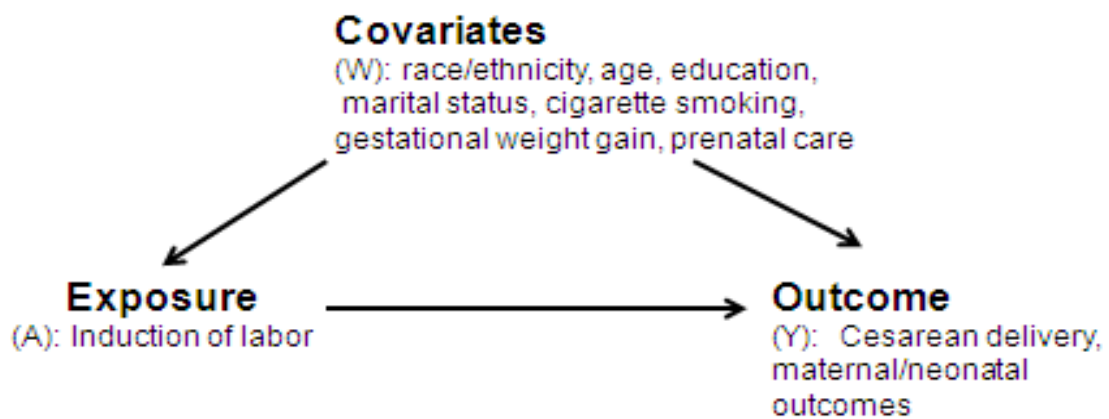 Covariates
(W): race/ethnicity, age, education,
marital status, cigarette smoking,
gestational weight gain, prenatal care
Exposure
(A): Induction of labor
Outcome
(Y): Cesarean delivery,
maternal/neonatal
outcomes